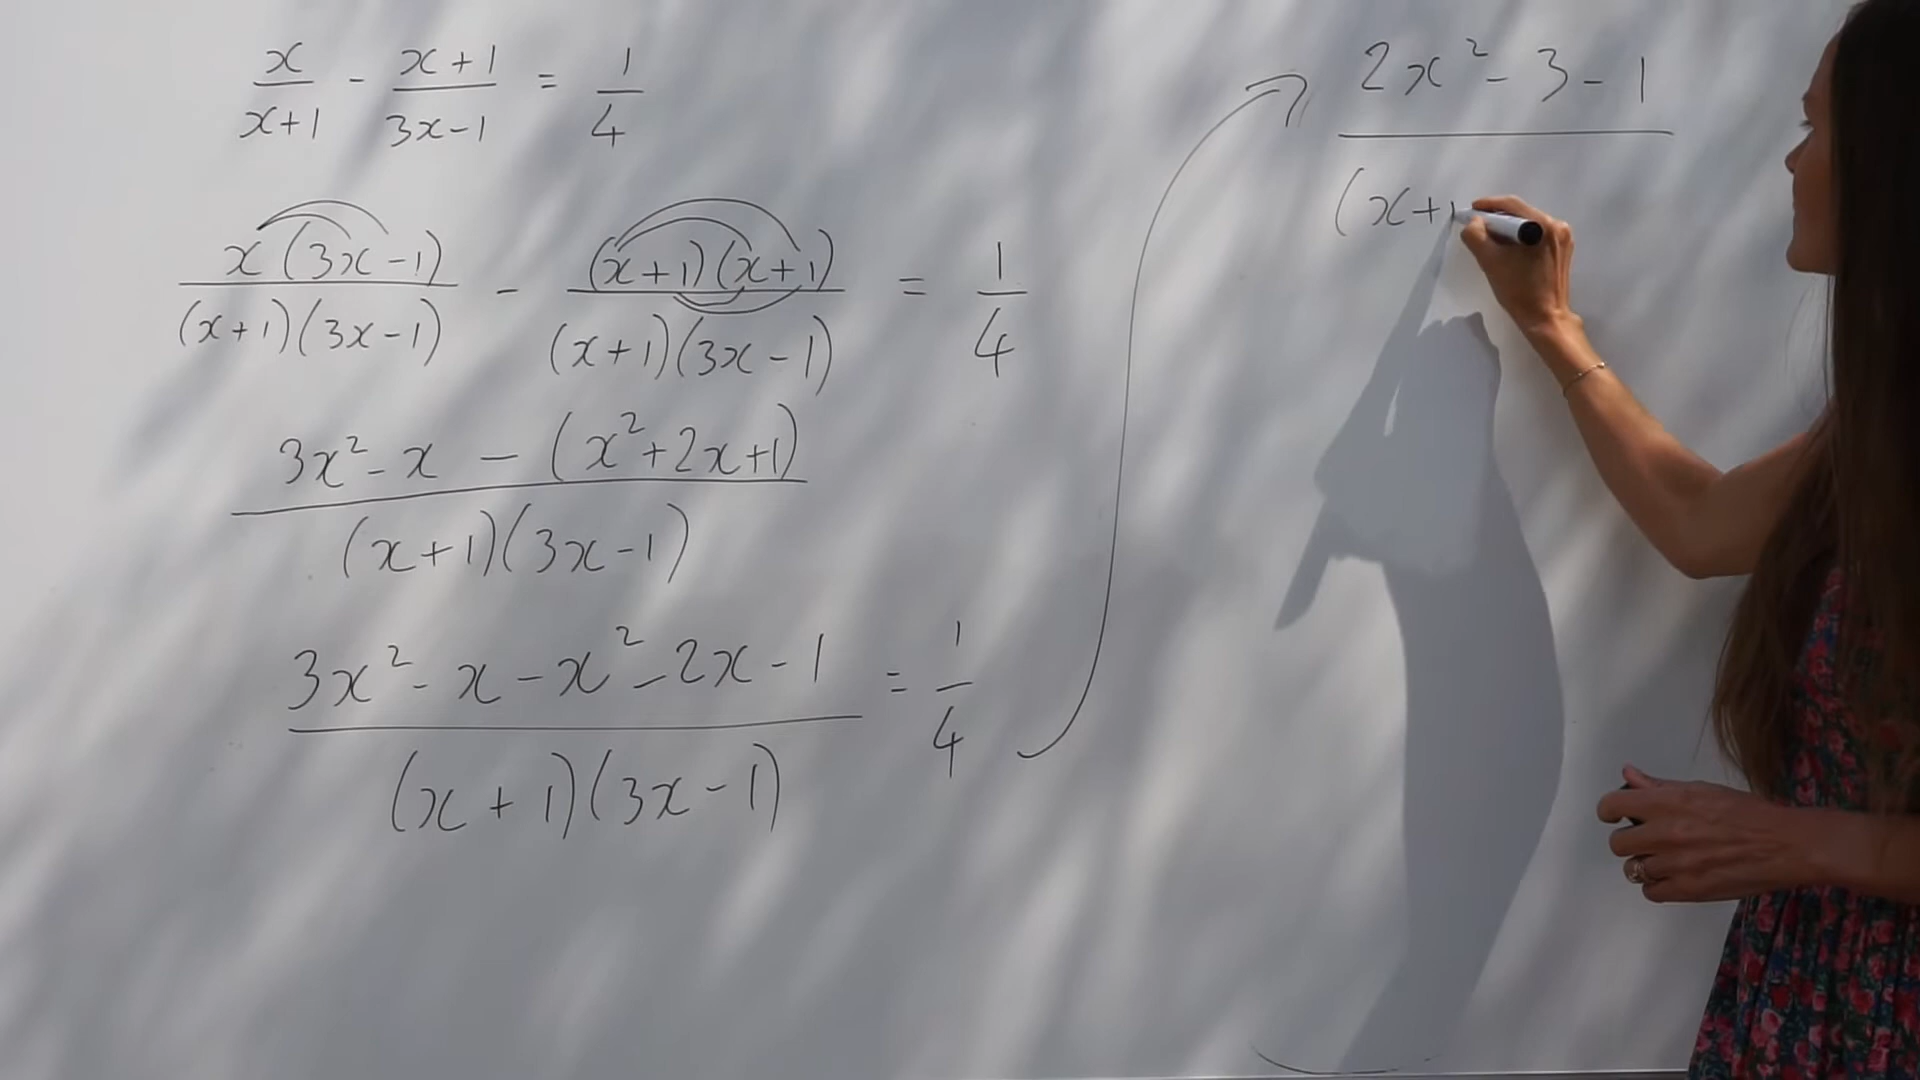 x/(x+1) - (x+1)/(3x-1) = 1/4
x(3x-1)/((x+1)(3x-1)) - (x+1)(x+1)/((x+1)(3x-1)) = 1/4
(3x²-x - (x²+2x+1))/((x+1)(3x-1))
(3x²-x-x²-2x-1)/((x+1)(3x-1)) = 1/4
2x²-3-1
(x+1